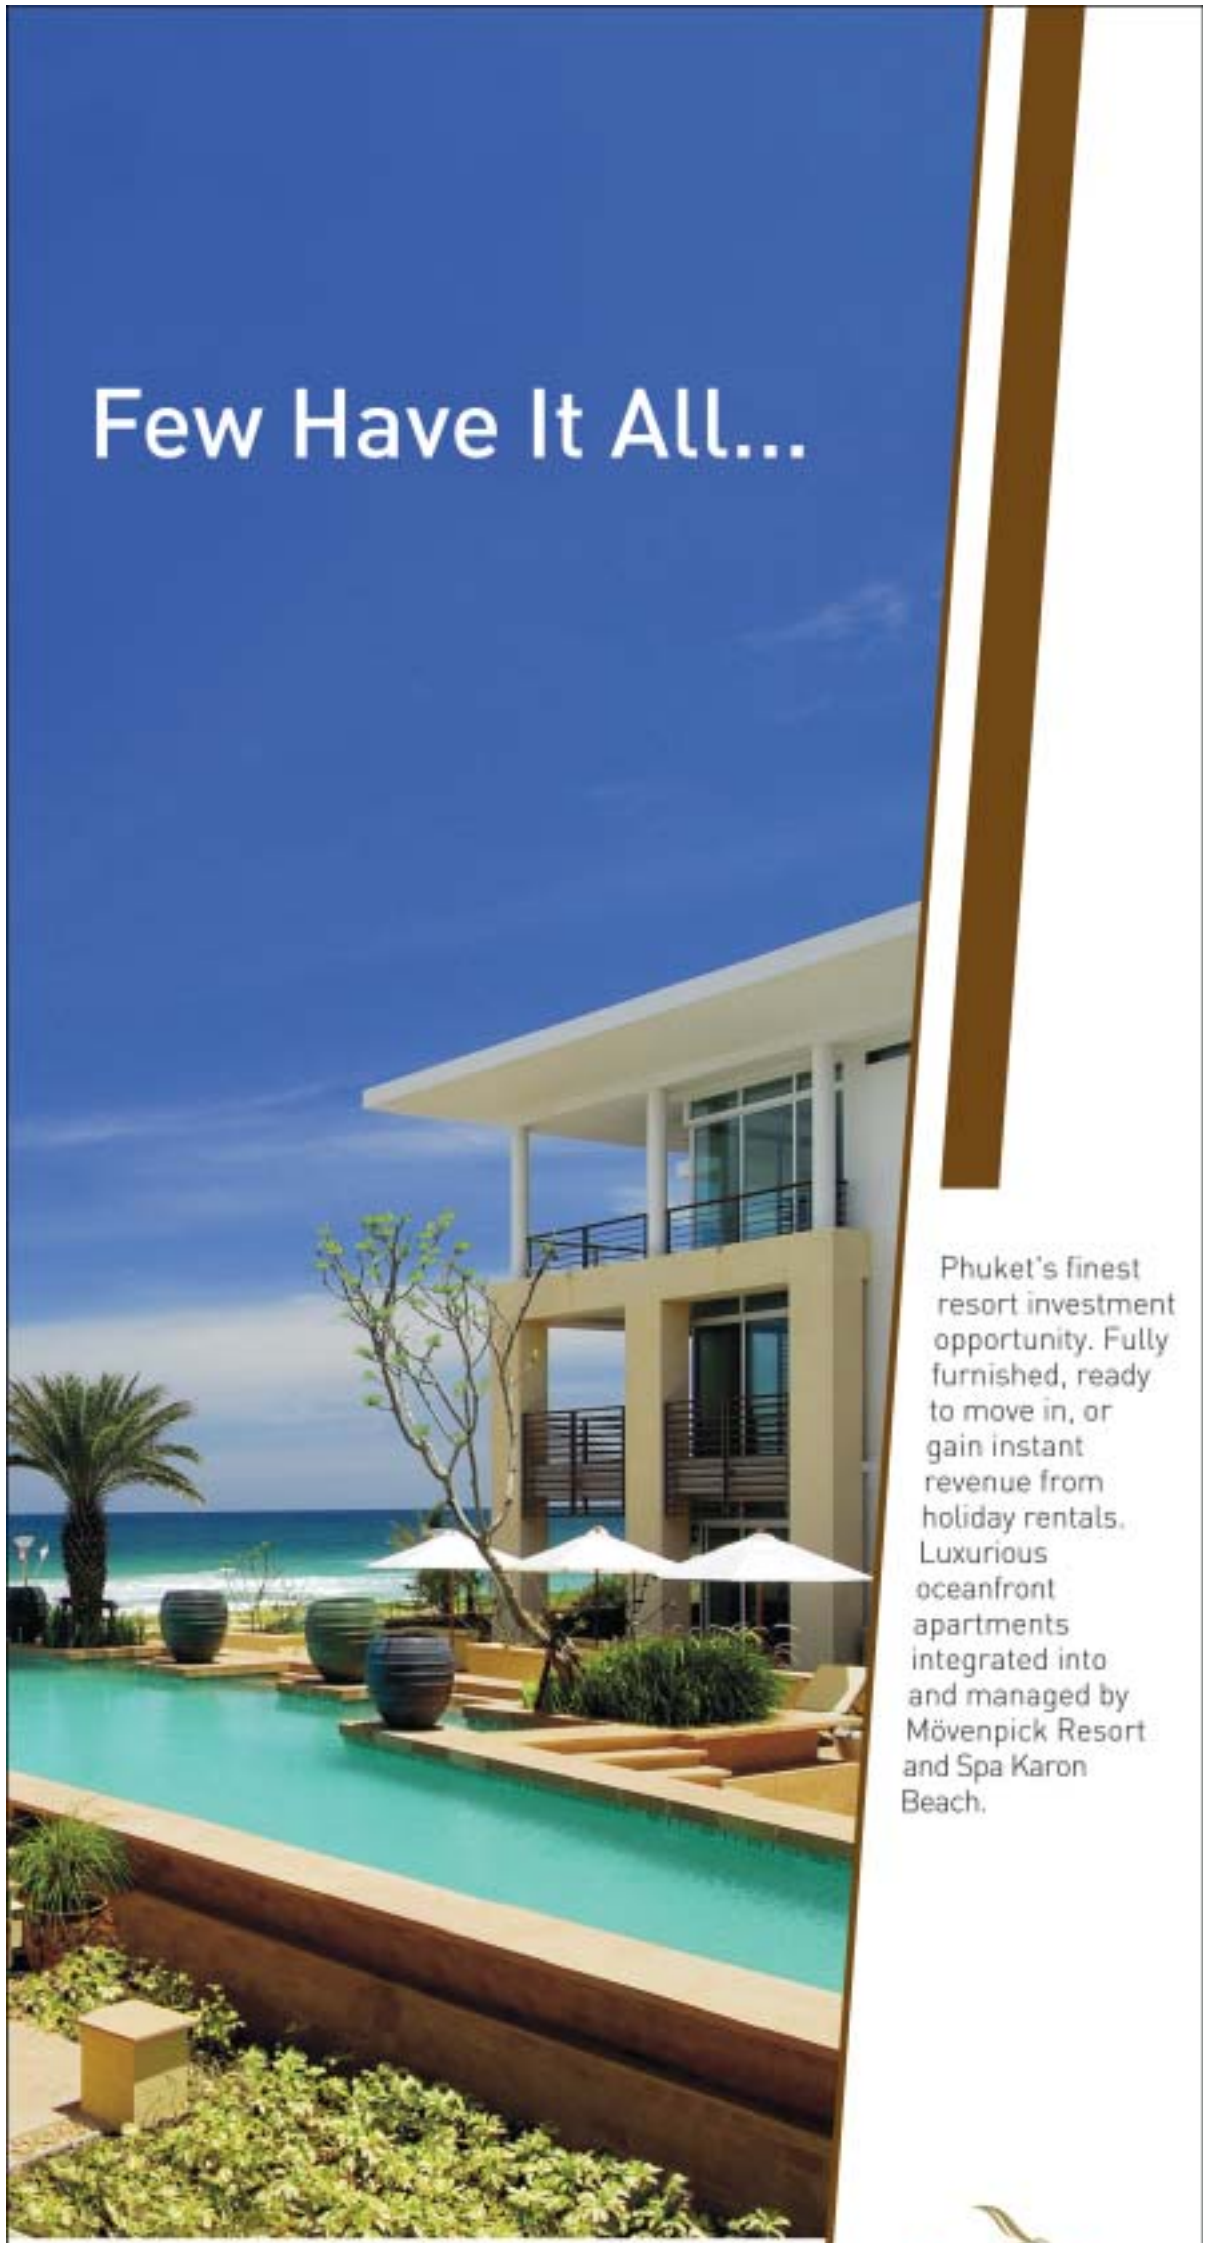 Few Have It All...
Phuket's finest
resort investment
opportunity. Fully
furnished, ready
to move in, or
gain instant
revenue from
holiday rentals.
Luxurious
oceanfront
apartments
integrated into
and managed by
Mövenpick Resort
and Spa Karon
Beach.